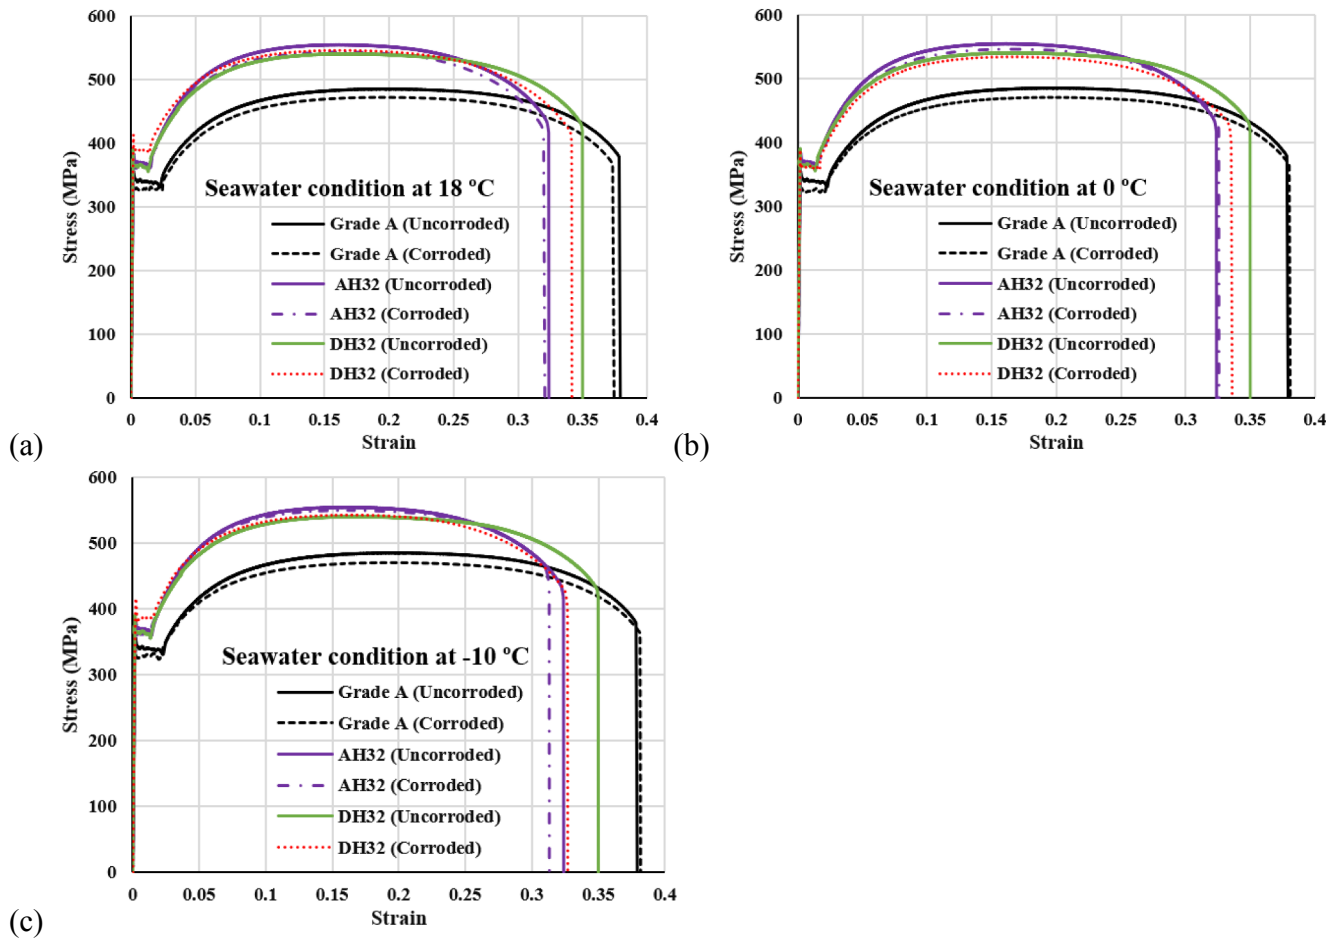 600
500
400
300
200
100
0
Stress (MPa)
Seawater condition at 18 ºC
Grade A (Uncorroded)
Grade A (Corroded)
AH32 (Uncorroded)
AH32 (Corroded)
DH32 (Uncorroded)
DH32 (Corroded)
0 0.05 0.1 0.15 0.2 0.25 0.3 0.35 0.4
Strain
(a)
600
500
400
300
200
100
0
Stress (MPa)
Seawater condition at 0 ºC
Grade A (Uncorroded)
Grade A (Corroded)
AH32 (Uncorroded)
AH32 (Corroded)
DH32 (Uncorroded)
DH32 (Corroded)
0 0.05 0.1 0.15 0.2 0.25 0.3 0.35 0.4
Strain
(b)
600
500
400
300
200
100
0
Stress (MPa)
Seawater condition at -10 ºC
Grade A (Uncorroded)
Grade A (Corroded)
AH32 (Uncorroded)
AH32 (Corroded)
DH32 (Uncorroded)
DH32 (Corroded)
0 0.05 0.1 0.15 0.2 0.25 0.3 0.35 0.4
Strain
(c)